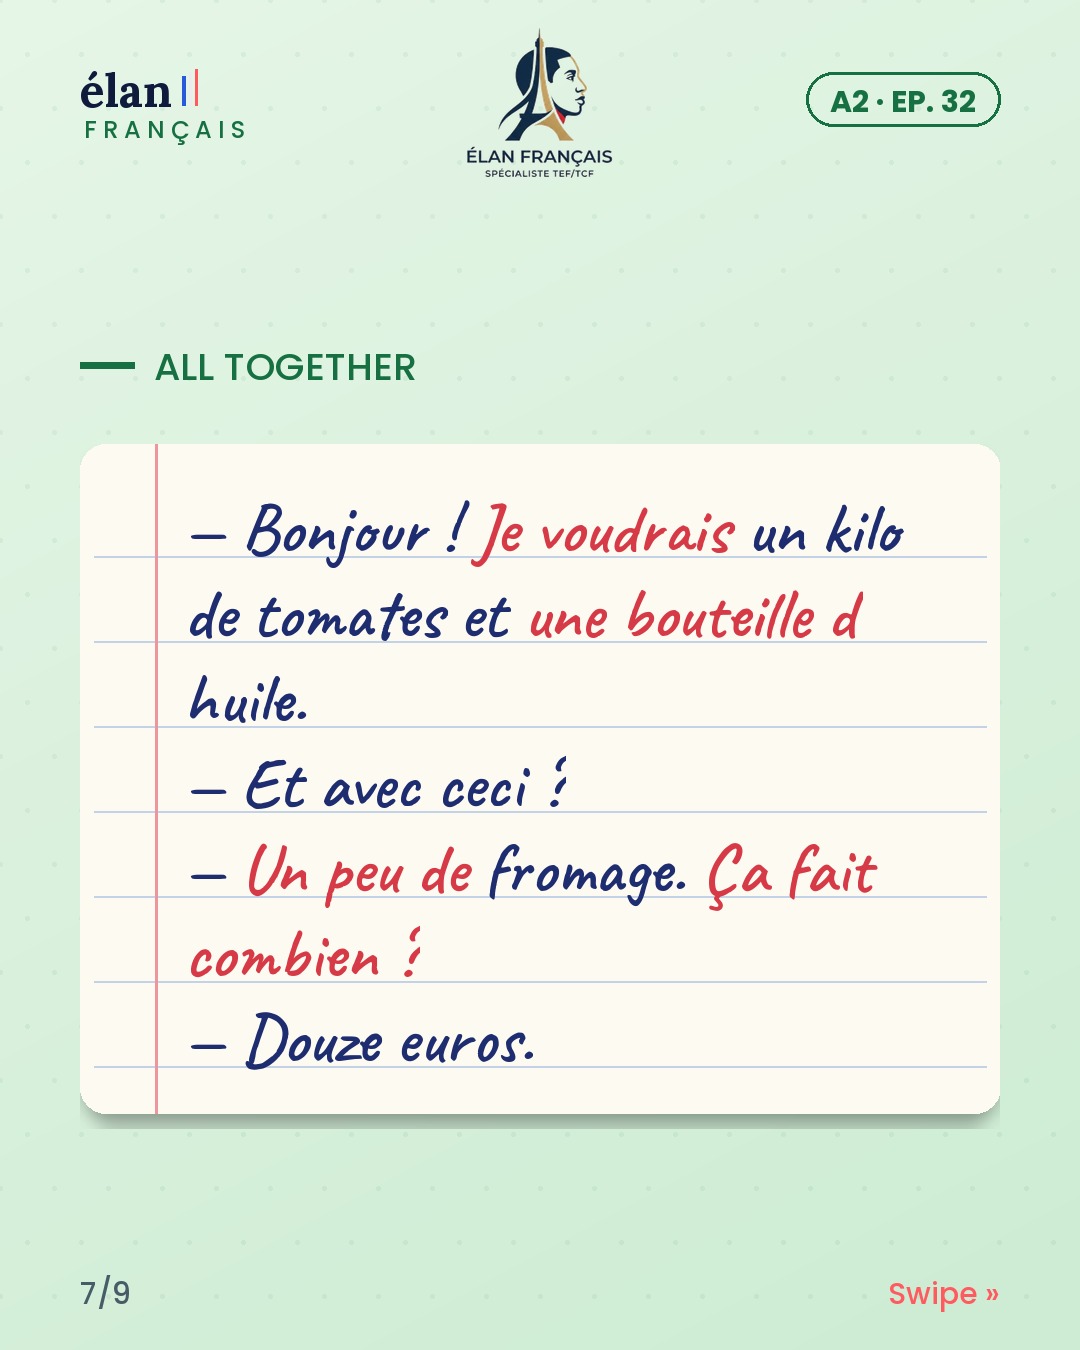 élan
FRANÇAIS
ÉLAN FRANÇAIS
SPÉCIALISTE TEF/TCF
A2 · EP. 32
ALL TOGETHER
– Bonjour ! Je voudrais un kilo
de tomates et une bouteille d
huile.
– Et avec ceci ?
– Un peu de fromage. Ça fait
combien ?
– Douze euros.
7/9
Swipe »